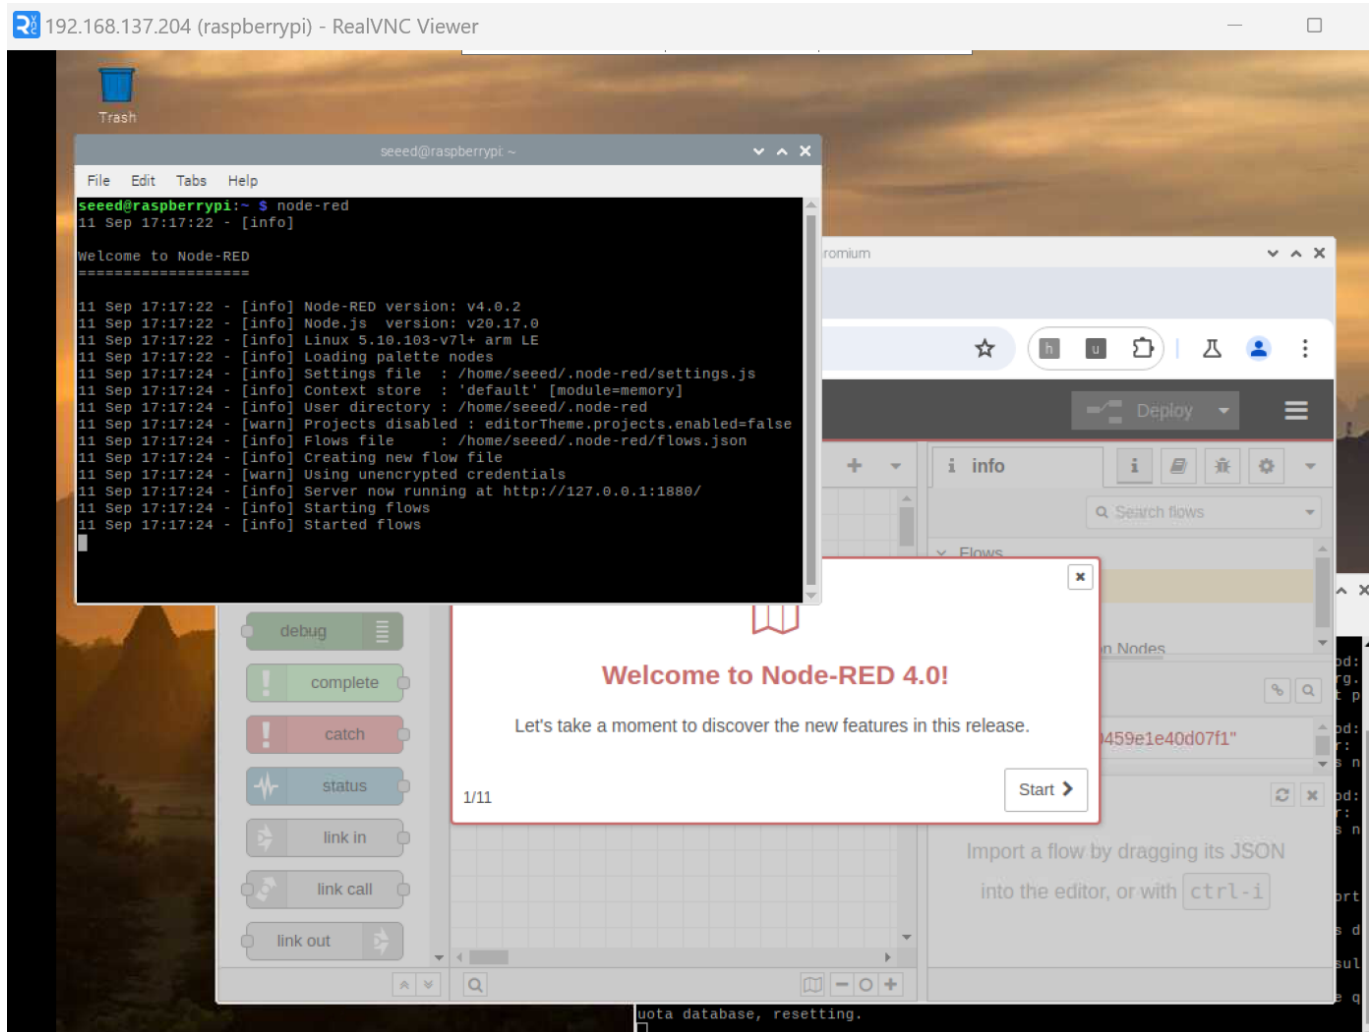 192.168.137.204 (raspberrypi) - RealVNC Viewer
Trash
seeed@raspberrypi: ~
File Edit Tabs Help
seeed@raspberrypi:~ $ node-red
11 Sep 17:17:22 - [info]
Welcome to Node-RED
===================
11 Sep 17:17:22 - [info] Node-RED version: v4.0.2
11 Sep 17:17:22 - [info] Node.js  version: v20.17.0
11 Sep 17:17:22 - [info] Linux 5.10.103-v7l+ arm LE
11 Sep 17:17:22 - [info] Loading palette nodes
11 Sep 17:17:24 - [info] Settings file  : /home/seeed/.node-red/settings.js
11 Sep 17:17:24 - [info] Context store  : 'default' [module=memory]
11 Sep 17:17:24 - [info] User directory : /home/seeed/.node-red
11 Sep 17:17:24 - [warn] Projects disabled : editorTheme.projects.enabled=false
11 Sep 17:17:24 - [info] Flows file     : /home/seeed/.node-red/flows.json
11 Sep 17:17:24 - [info] Creating new flow file
11 Sep 17:17:24 - [warn] Using unencrypted credentials
11 Sep 17:17:24 - [info] Server now running at http://127.0.0.1:1880/
11 Sep 17:17:24 - [info] Starting flows
11 Sep 17:17:24 - [info] Started flows
romium
h u
Deploy
i info
i
Search flows
Flows
n Nodes
0459e1e40d07f1"
debug
complete
catch
status
link in
link call
link out
Welcome to Node-RED 4.0!
Let's take a moment to discover the new features in this release.
1/11
Start
Import a flow by dragging its JSON
into the editor, or with ctrl-i
od:
rg.
t p
od:
r:
s n
od:
r:
s n
ort
s d
sul
e q
uota database, resetting.